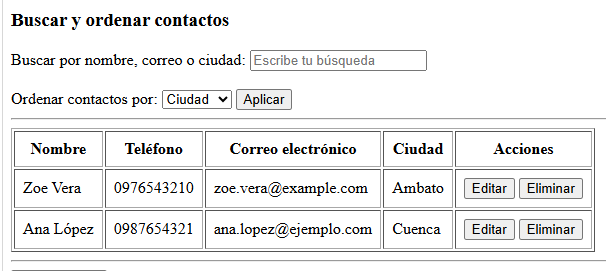 Buscar y ordenar contactos
Buscar por nombre, correo o ciudad: Escribe tu búsqueda
Ordenar contactos por: Ciudad Aplicar
Nombre Teléfono Correo electrónico Ciudad Acciones
Zoe Vera 0976543210 zoe.vera@example.com Ambato Editar Eliminar
Ana López 0987654321 ana.lopez@ejemplo.com Cuenca Editar Eliminar